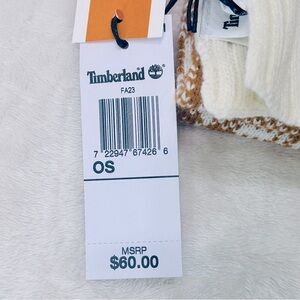 Timberland
FA23
7 22947 67426 6
OS
MSRP
$60.00